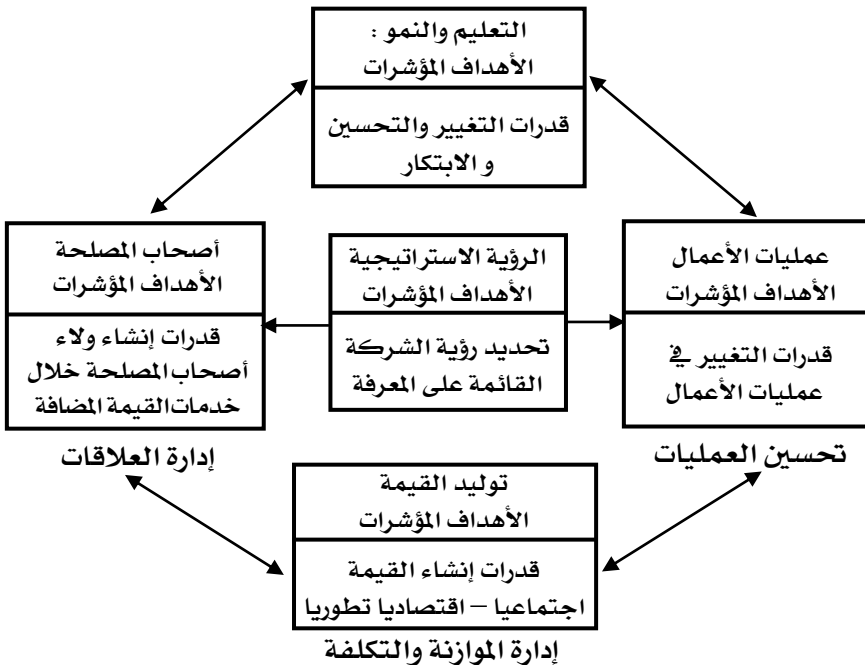 التعليم والنمو :
الأهداف المؤشرات
قدرات التغيير والتحسين
و الابتكار
عمليات الأعمال
الأهداف المؤشرات
قدرات التغيير في
عمليات الأعمال
تحسين العمليات
الرؤية الاستراتيجية
الأهداف المؤشرات
تحديد رؤية الشركة
القائمة على المعرفة
أصحاب المصلحة
الأهداف المؤشرات
قدرات إنشاء ولاء
أصحاب المصلحة خلال
خدمات القيمة المضافة
إدارة العلاقات
توليد القيمة
الأهداف المؤشرات
قدرات إنشاء القيمة
اجتماعيا – اقتصاديا تطوريا
إدارة الموازنة والتكلفة